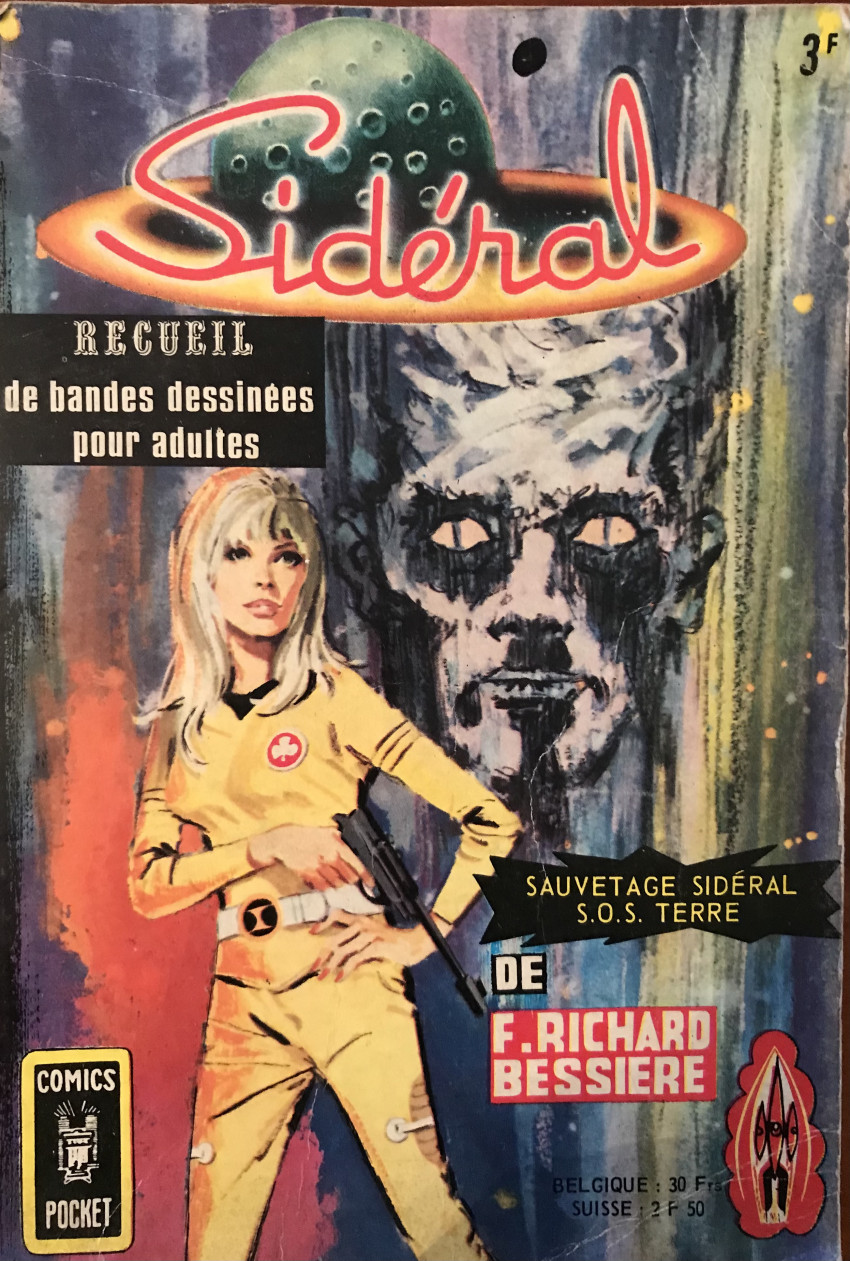 3F
Sidéral
RECUEIL
de bandes dessinées
pour adultes
SAUVETAGE SIDÉRAL
S.O.S. TERRE
DE
F.RICHARD
BESSIERE
COMICS
POCKET
BELGIQUE : 30 Frs
SUISSE : 2 F 50